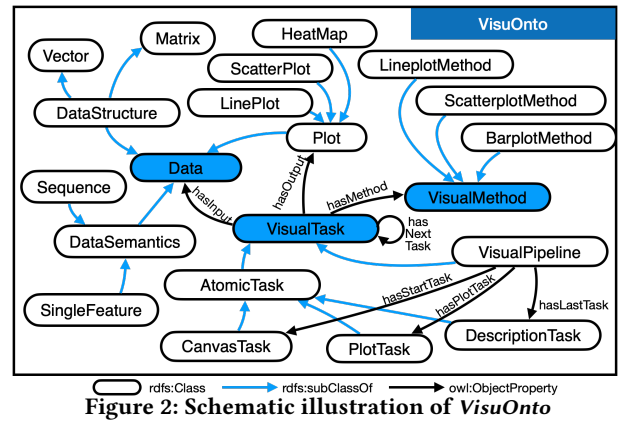 VisuOnto
HeatMap
Matrix
Vector
ScatterPlot
LineplotMethod
LinePlot
ScatterplotMethod
DataStructure
Plot
BarplotMethod
Data
hasOutput
hasInput
hasMethod
Sequence
VisualMethod
VisualTask
has
Next
Task
DataSemantics
VisualPipeline
AtomicTask
hasStartTask
hasPlotTask
hasLastTask
SingleFeature
CanvasTask
PlotTask
DescriptionTask
rdfs:Class rdfs:subClassOf owl:ObjectProperty
Figure 2: Schematic illustration of VisuOnto